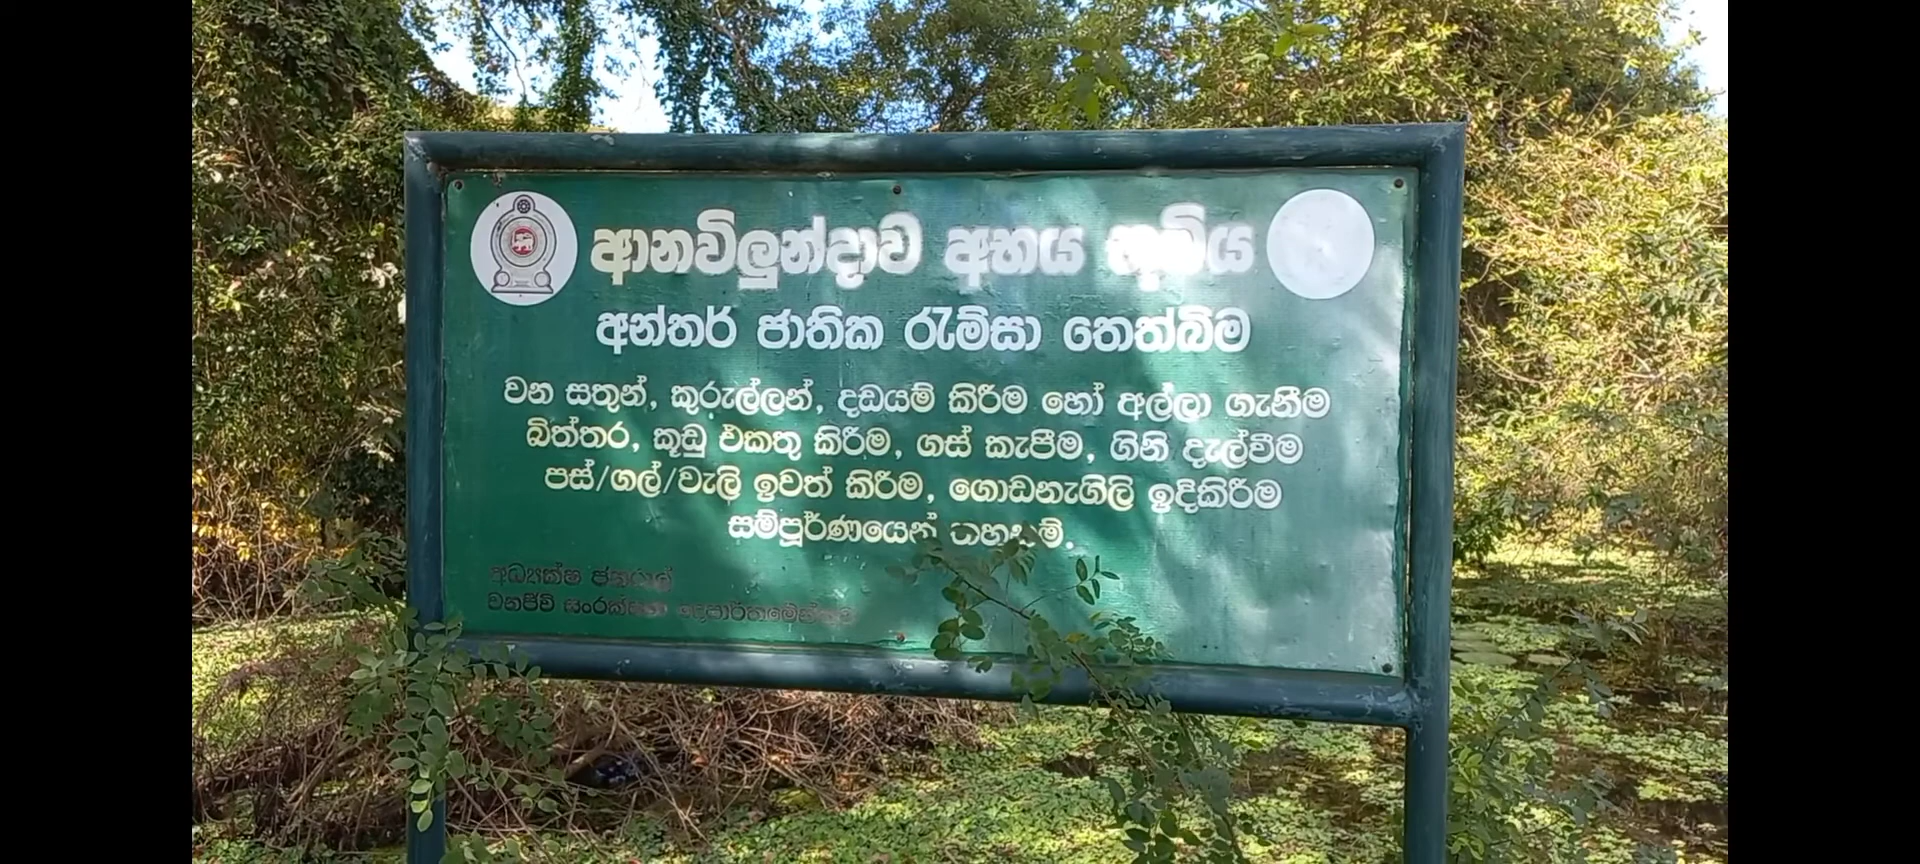 ආනවිලුන්දාව අභය භූමිය
අන්තර් ජාතික රැම්සා තෙත්බිම
වන සතුන්, කුරුල්ලන්, දඩයම් කිරීම හෝ අල්ලා ගැනීම
බිත්තර, කූඩු එකතු කිරීම, ගස් කැපීම, ගිනි දැල්වීම
පස්/ගල්/වැලි ඉවත් කිරීම, ගොඩනැගිලි ඉදිකිරීම
සම්පූර්ණයෙන් තහනම්.
අධ්‍යක්ෂ ජනරාල්
වනජීවි සංරක්ෂණ දෙපාර්තමේන්තුව